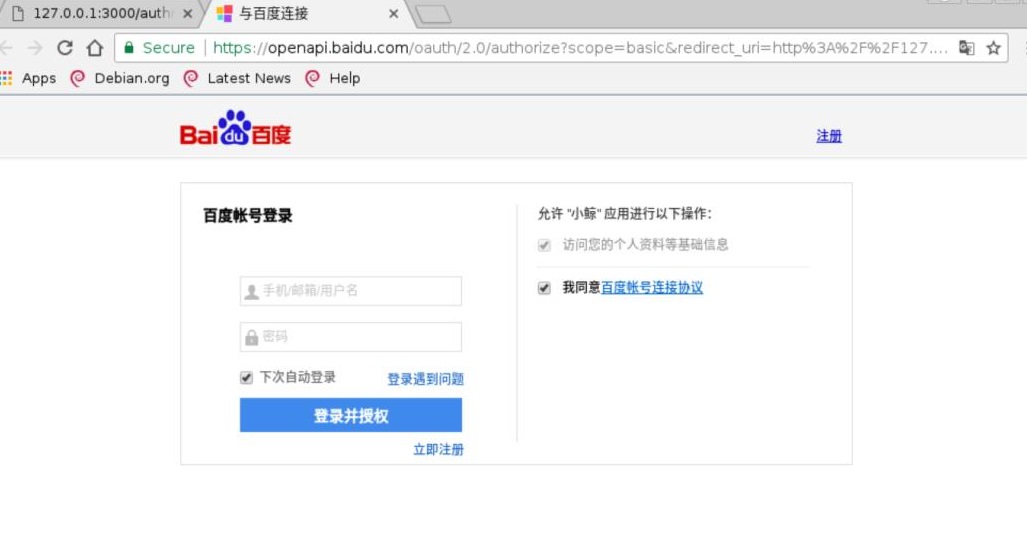 127.0.0.1:3000/auth
与百度连接
Secure
https://openapi.baidu.com/oauth/2.0/authorize?scope=basic&redirect_uri=http%3A%2F%2F127....
Apps
Debian.org
Latest News
Help
Bai du 百度
注册
百度帐号登录
手机/邮箱/用户名
密码
下次自动登录
登录遇到问题
登录并授权
立即注册
允许 "小鲸" 应用进行以下操作：
访问您的个人资料等基础信息
我同意百度帐号连接协议